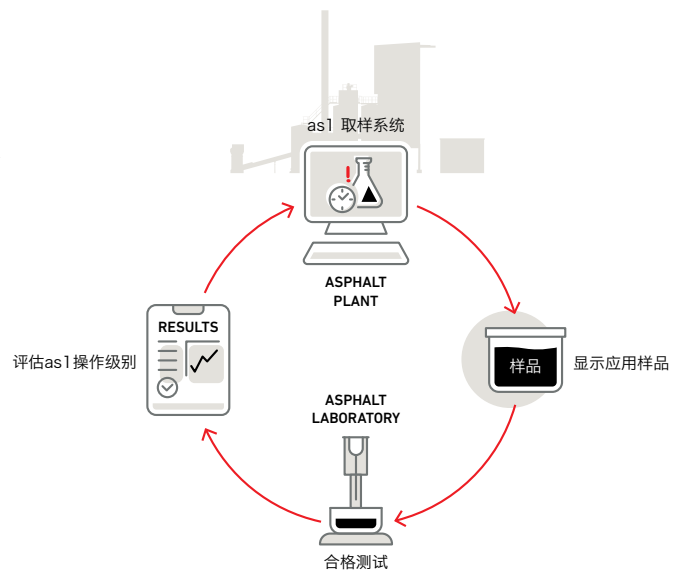 as1 取样系统
ASPHALT
PLANT
RESULTS
评估as1操作级别
样品
显示应用样品
ASPHALT
LABORATORY
合格测试